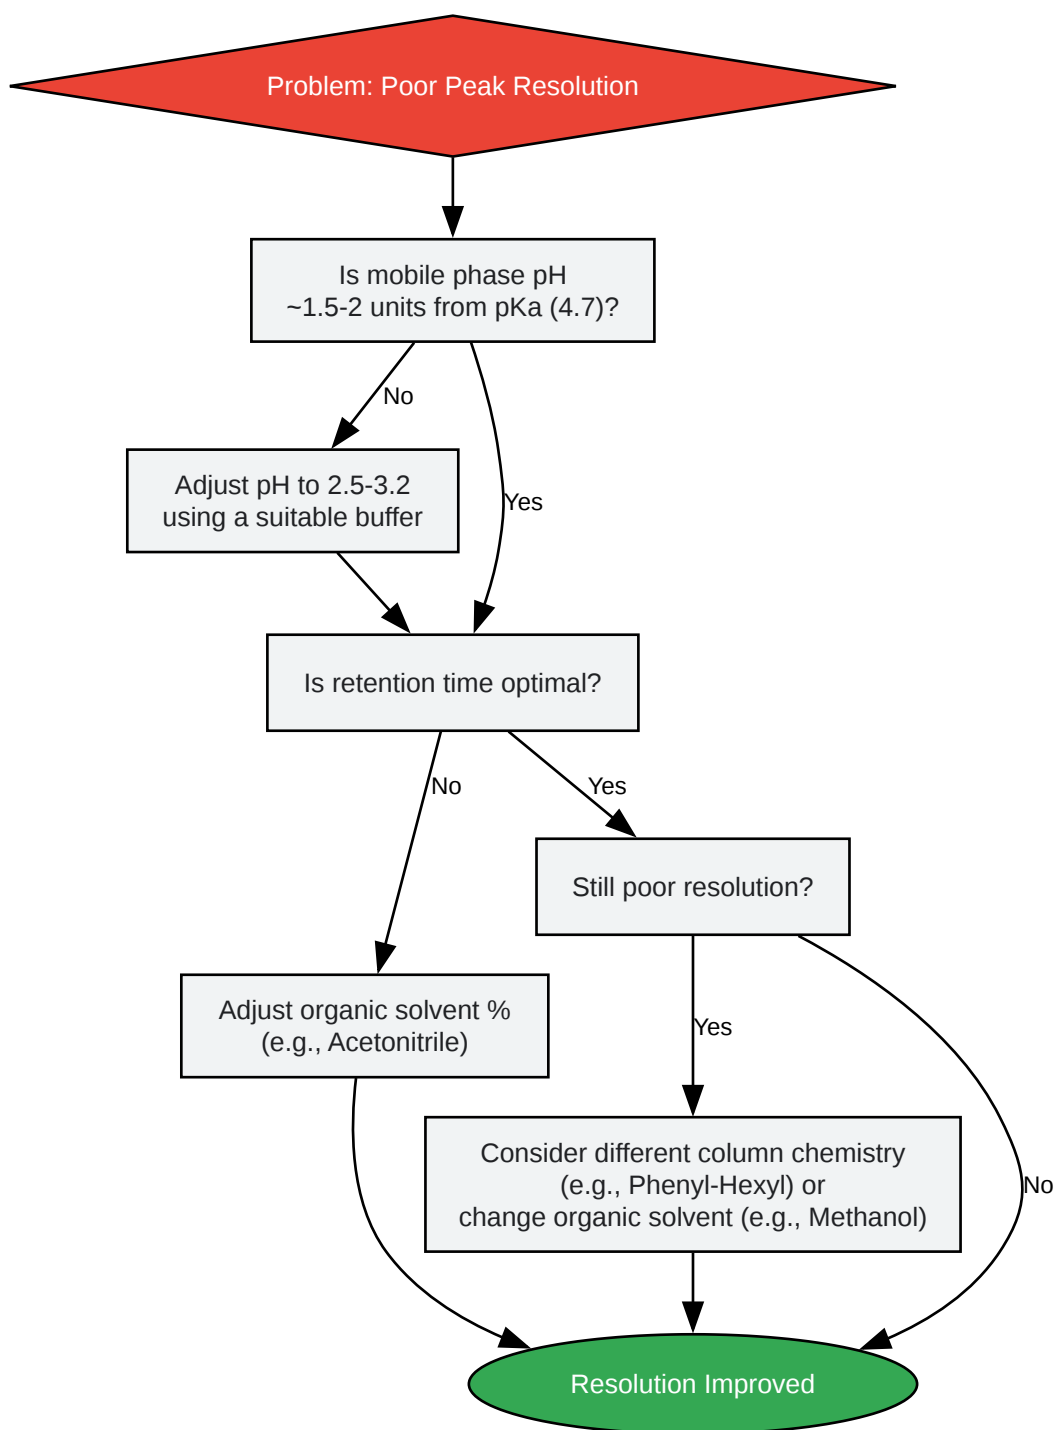 Problem: Poor Peak Resolution
Is mobile phase pH
~1.5-2 units from pKa (4.7)?
No
Adjust pH to 2.5-3.2
using a suitable buffer
Yes
Is retention time optimal?
No
Yes
Still poor resolution?
Adjust organic solvent %
(e.g., Acetonitrile)
Yes
Consider different column chemistry
(e.g., Phenyl-Hexyl) or
change organic solvent (e.g., Methanol)
No
Resolution Improved